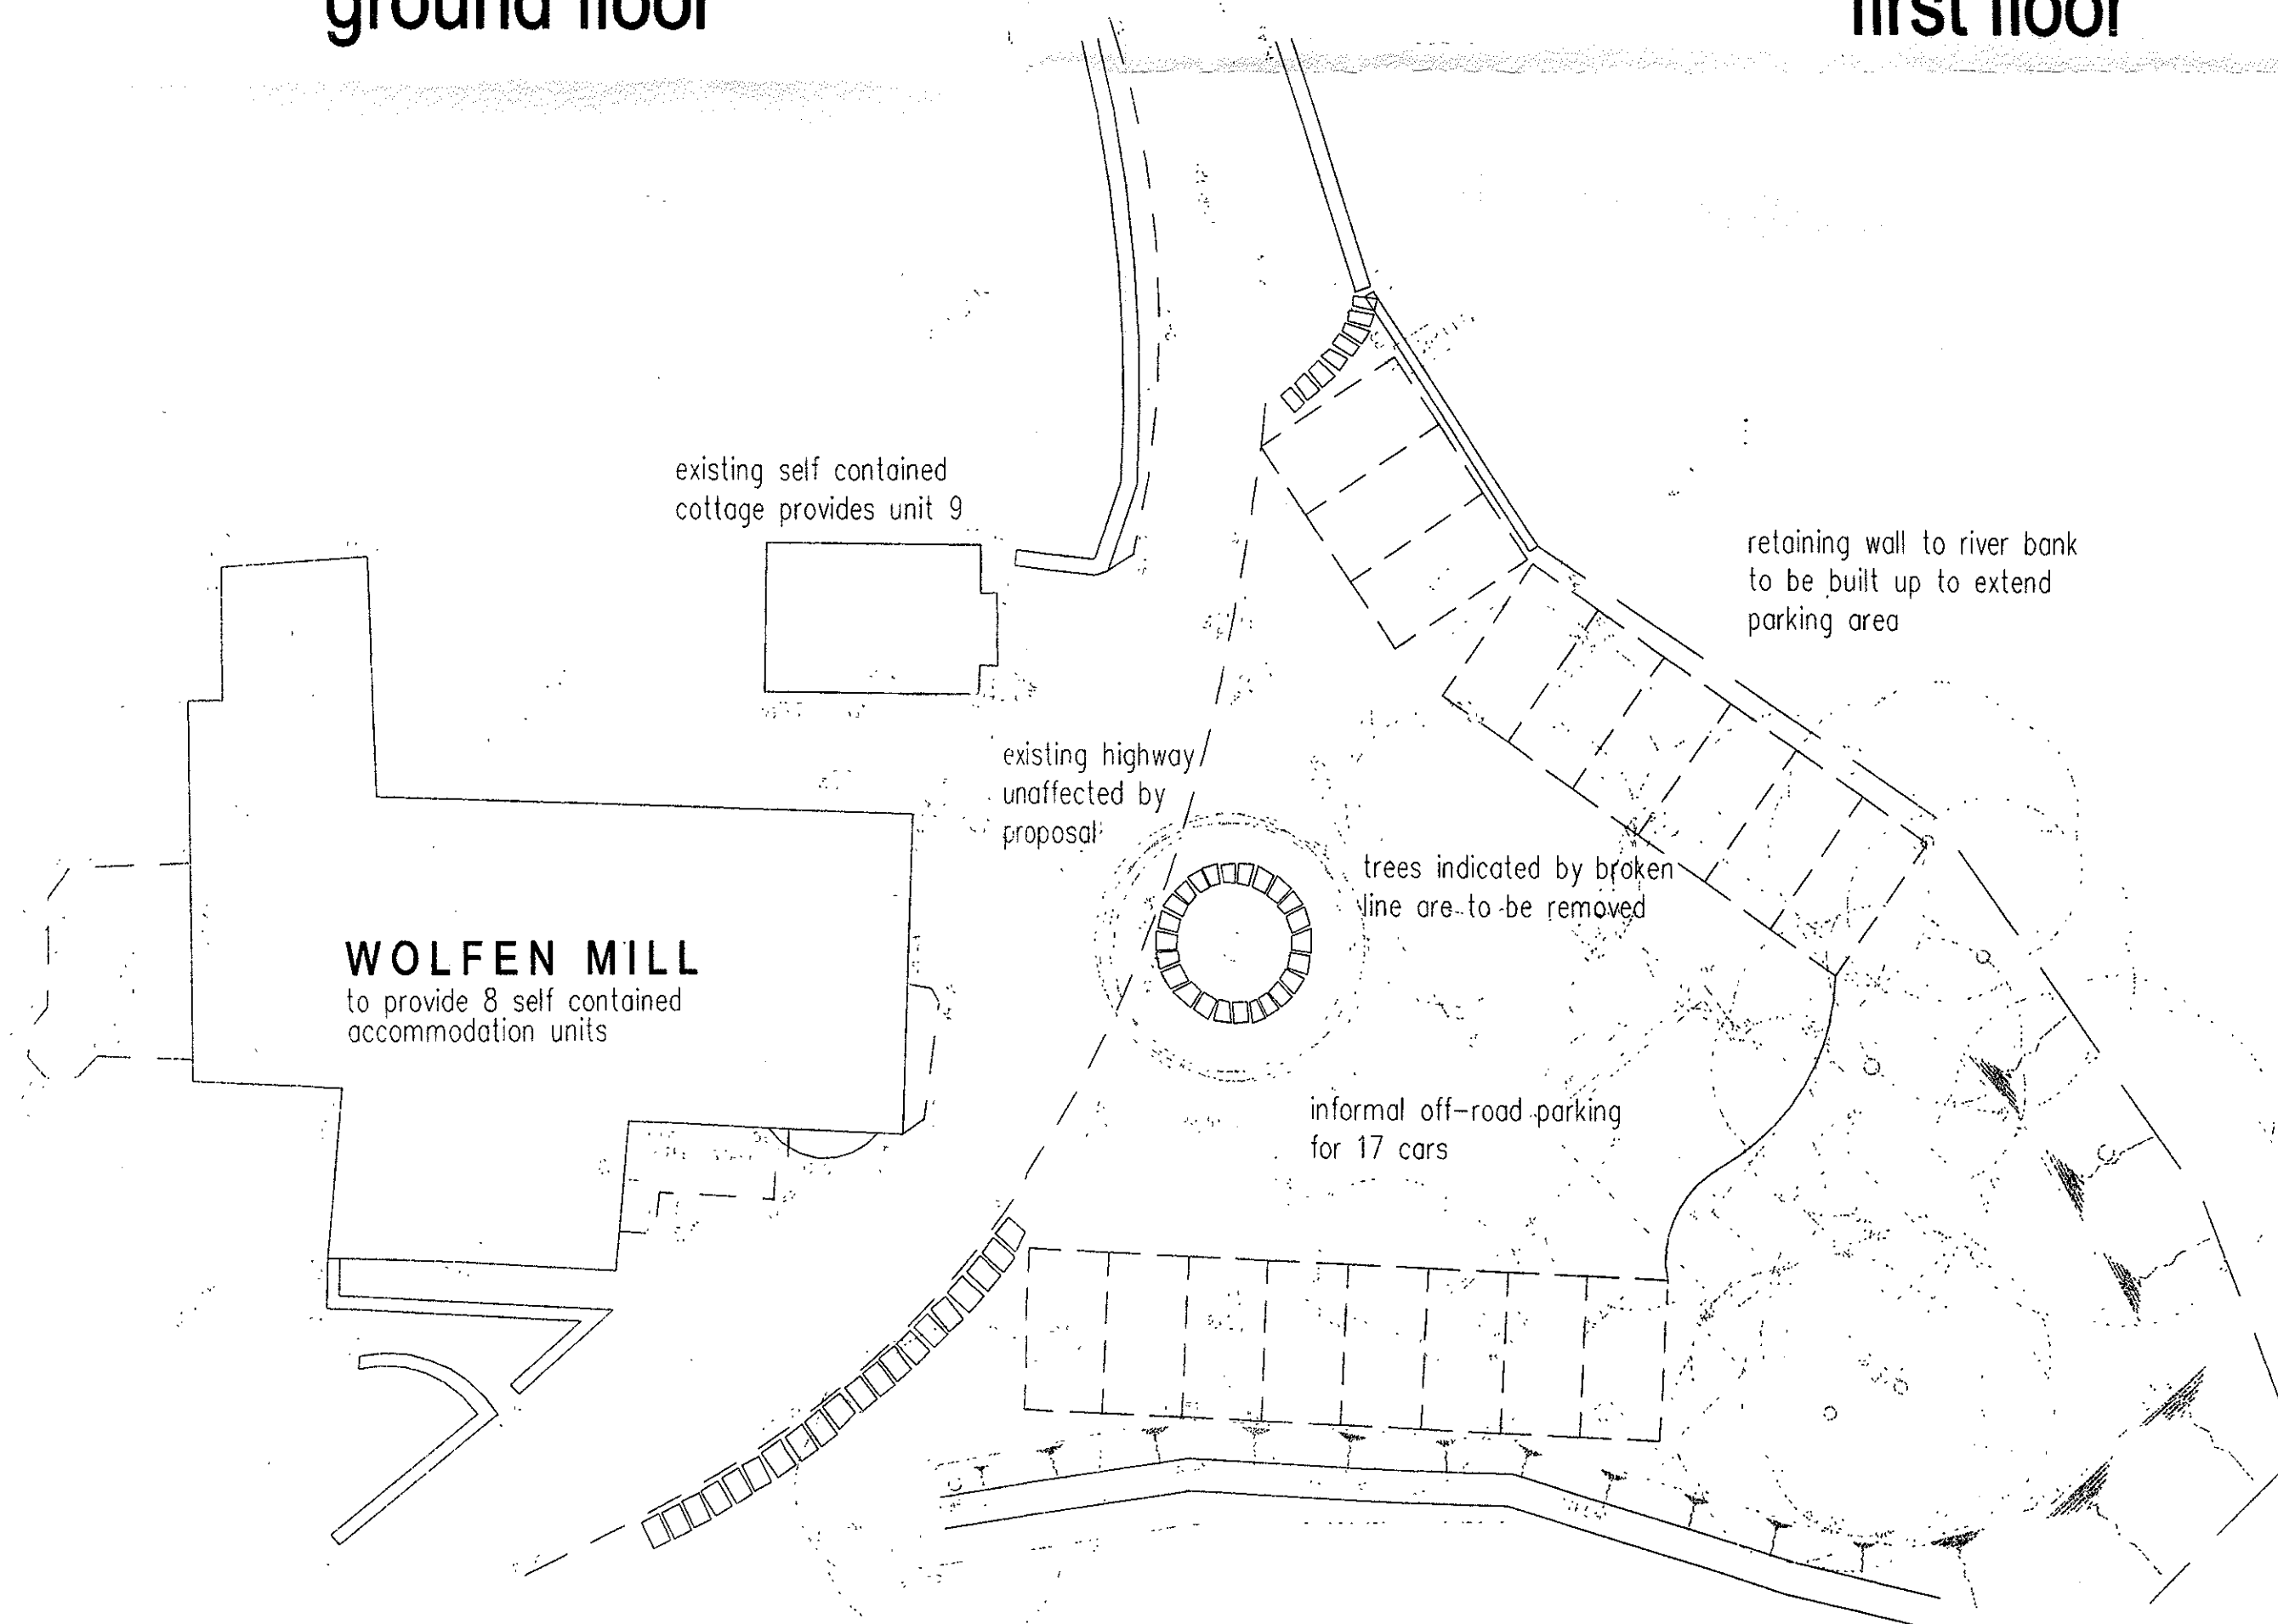 ground floor
first floor
existing self contained
cottage provides unit 9
retaining wall to river bank
to be built up to extend
parking area
existing highway
unaffected by
proposal
trees indicated by broken
line are to be removed
WOLFEN MILL
to provide 8 self contained
accommodation units
informal off-road parking
for 17 cars